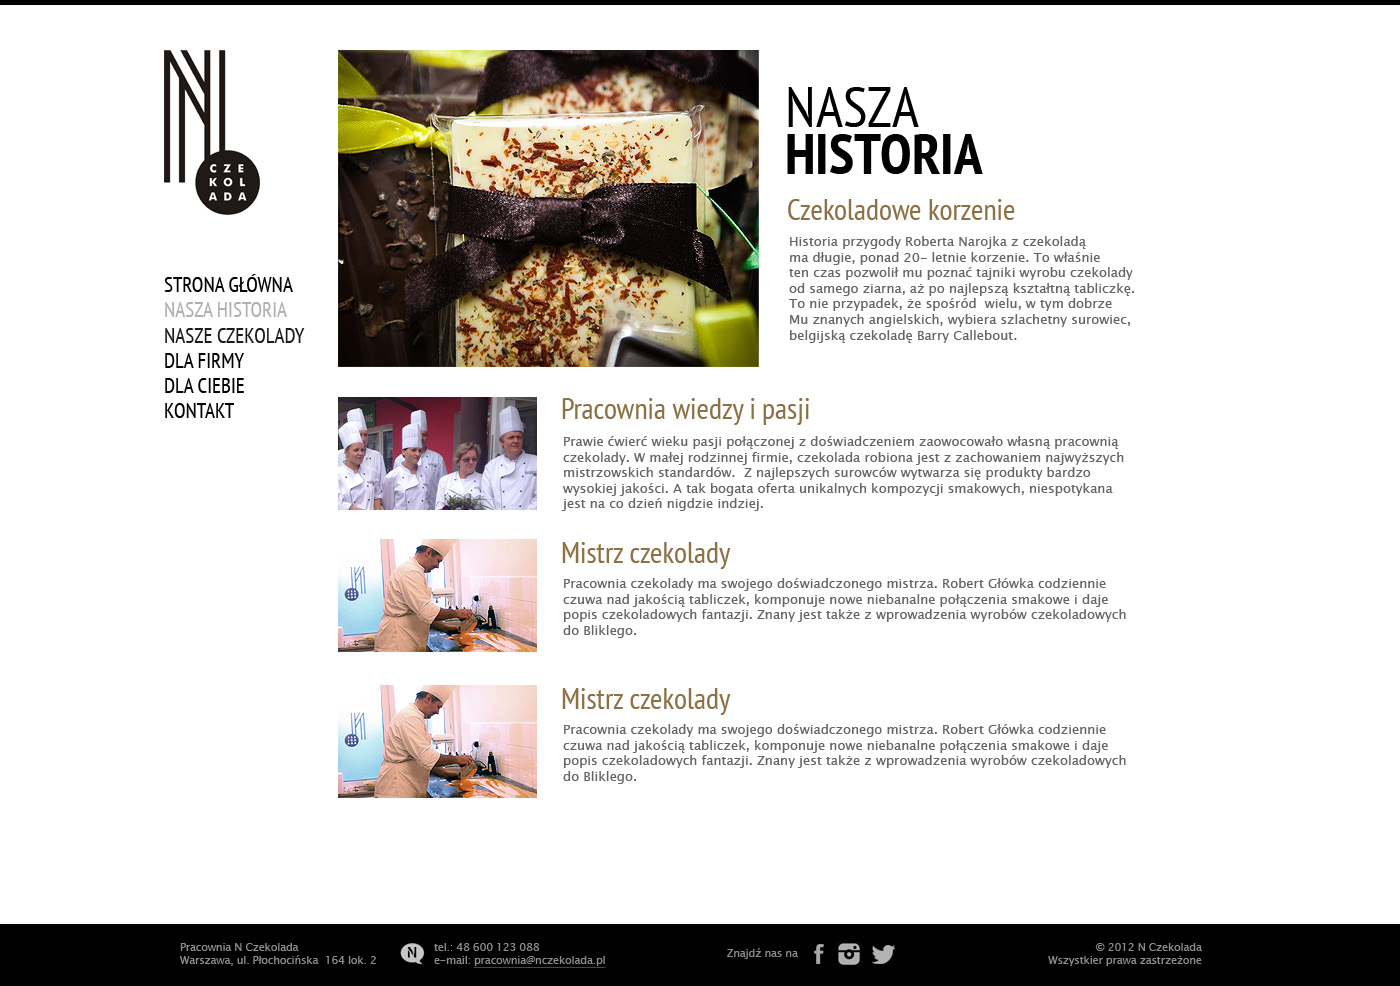 N
CZE
KOL
ADA
STRONA GŁÓWNA
NASZA HISTORIA
NASZE CZEKOLADY
DLA FIRMY
DLA CIEBIE
KONTAKT
NASZA
HISTORIA
Czekoladowe korzenie
Historia przygody Roberta Narojka z czekoladą
ma długie, ponad 20- letnie korzenie. To właśnie
ten czas pozwolił mu poznać tajniki wyrobu czekolady
od samego ziarna, aż po najlepszą kształtną tabliczkę.
To nie przypadek, że spośród  wielu, w tym dobrze
Mu znanych angielskich, wybiera szlachetny surowiec,
belgijską czekoladę Barry Callebout.
Pracownia wiedzy i pasji
Prawie ćwierć wieku pasji połączonej z doświadczeniem zaowocowało własną pracownią
czekolady. W małej rodzinnej firmie, czekolada robiona jest z zachowaniem najwyższych
mistrzowskich standardów.  Z najlepszych surowców wytwarza się produkty bardzo
wysokiej jakości. A tak bogata oferta unikalnych kompozycji smakowych, niespotykana
jest na co dzień nigdzie indziej.
Mistrz czekolady
Pracownia czekolady ma swojego doświadczonego mistrza. Robert Główka codziennie
czuwa nad jakością tabliczek, komponuje nowe niebanalne połączenia smakowe i daje
popis czekoladowych fantazji. Znany jest także z wprowadzenia wyrobów czekoladowych
do Bliklego.
Mistrz czekolady
Pracownia czekolady ma swojego doświadczonego mistrza. Robert Główka codziennie
czuwa nad jakością tabliczek, komponuje nowe niebanalne połączenia smakowe i daje
popis czekoladowych fantazji. Znany jest także z wprowadzenia wyrobów czekoladowych
do Bliklego.
Pracownia N Czekolada
Warszawa, ul. Płochocińska  164 lok. 2
N
tel.: 48 600 123 088
e-mail: pracownia@nczekolada.pl
Znajdź nas na
© 2012 N Czekolada
Wszystkier prawa zastrzeżone